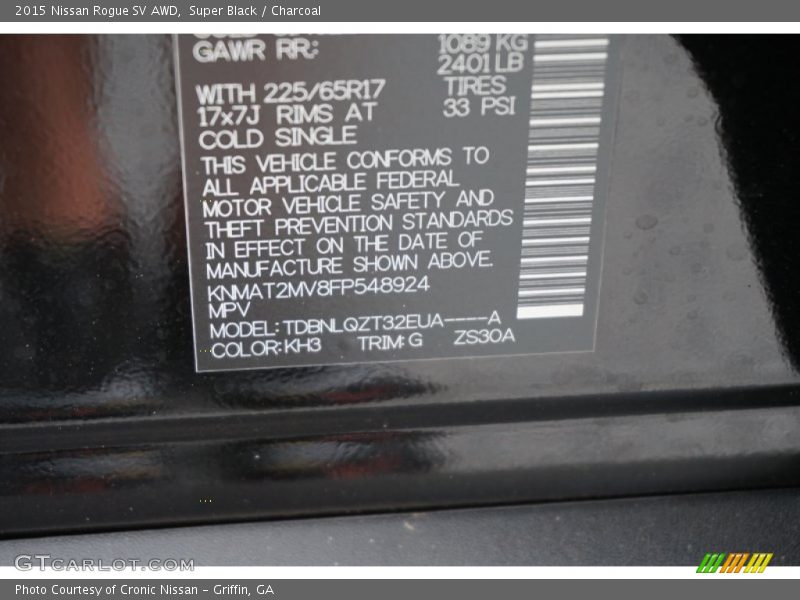 2015 Nissan Rogue SV AWD, Super Black / Charcoal
GAWR RR: 1089 KG
2401 LB
WITH 225/65R17 TIRES
17x7J RIMS AT 33 PSI
COLD SINGLE
THIS VEHICLE CONFORMS TO
ALL APPLICABLE FEDERAL
MOTOR VEHICLE SAFETY AND
THEFT PREVENTION STANDARDS
IN EFFECT ON THE DATE OF
MANUFACTURE SHOWN ABOVE.
KNMAT2MV8FP548924
MPV
MODEL: TDBNLQZT32EUA----A
COLOR:KH3 TRIM:G ZS30A
GTCARLOT.COM
Photo Courtesy of Cronic Nissan - Griffin, GA